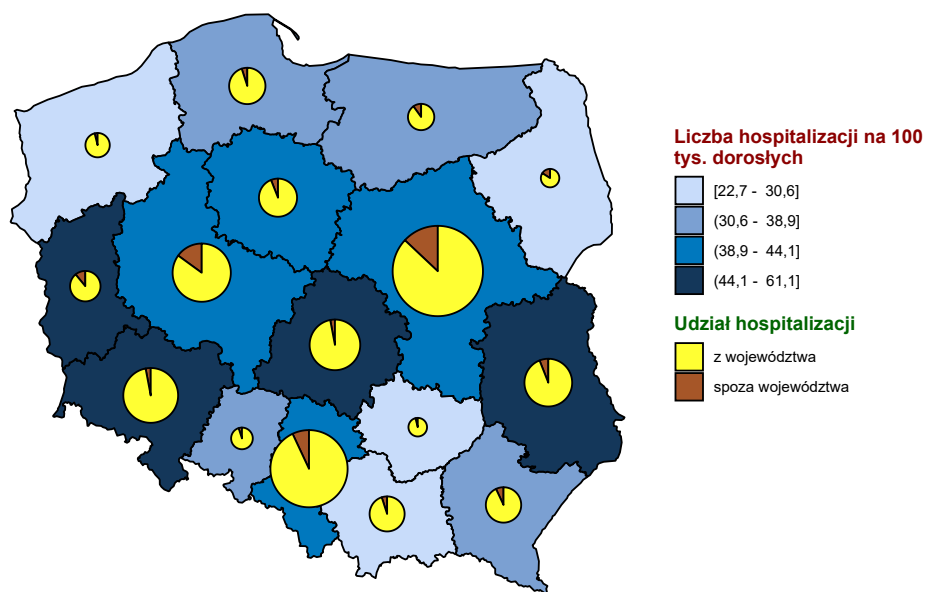 Liczba hospitalizacji na 100
tys. dorosłych
[22,7 - 30,6]
(30,6 - 38,9]
(38,9 - 44,1]
(44,1 - 61,1]
Udział hospitalizacji
z województwa
spoza województwa